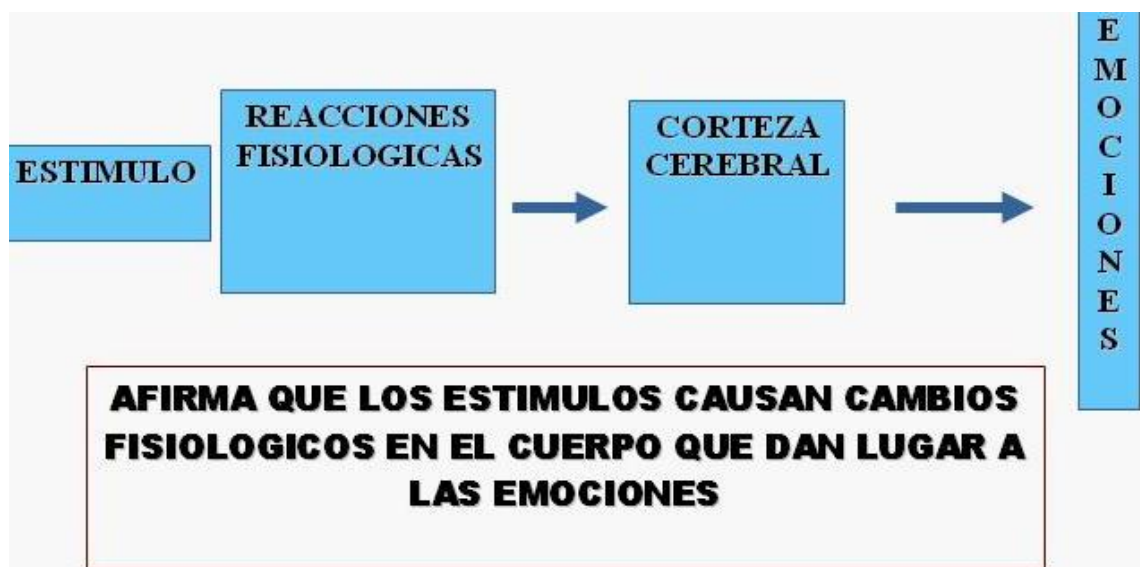 ESTIMULO
REACCIONES
FISIOLOGICAS
CORTEZA
CEREBRAL
EMOCIONES
AFIRMA QUE LOS ESTIMULOS CAUSAN CAMBIOS
FISIOLOGICOS EN EL CUERPO QUE DAN LUGAR A
LAS EMOCIONES